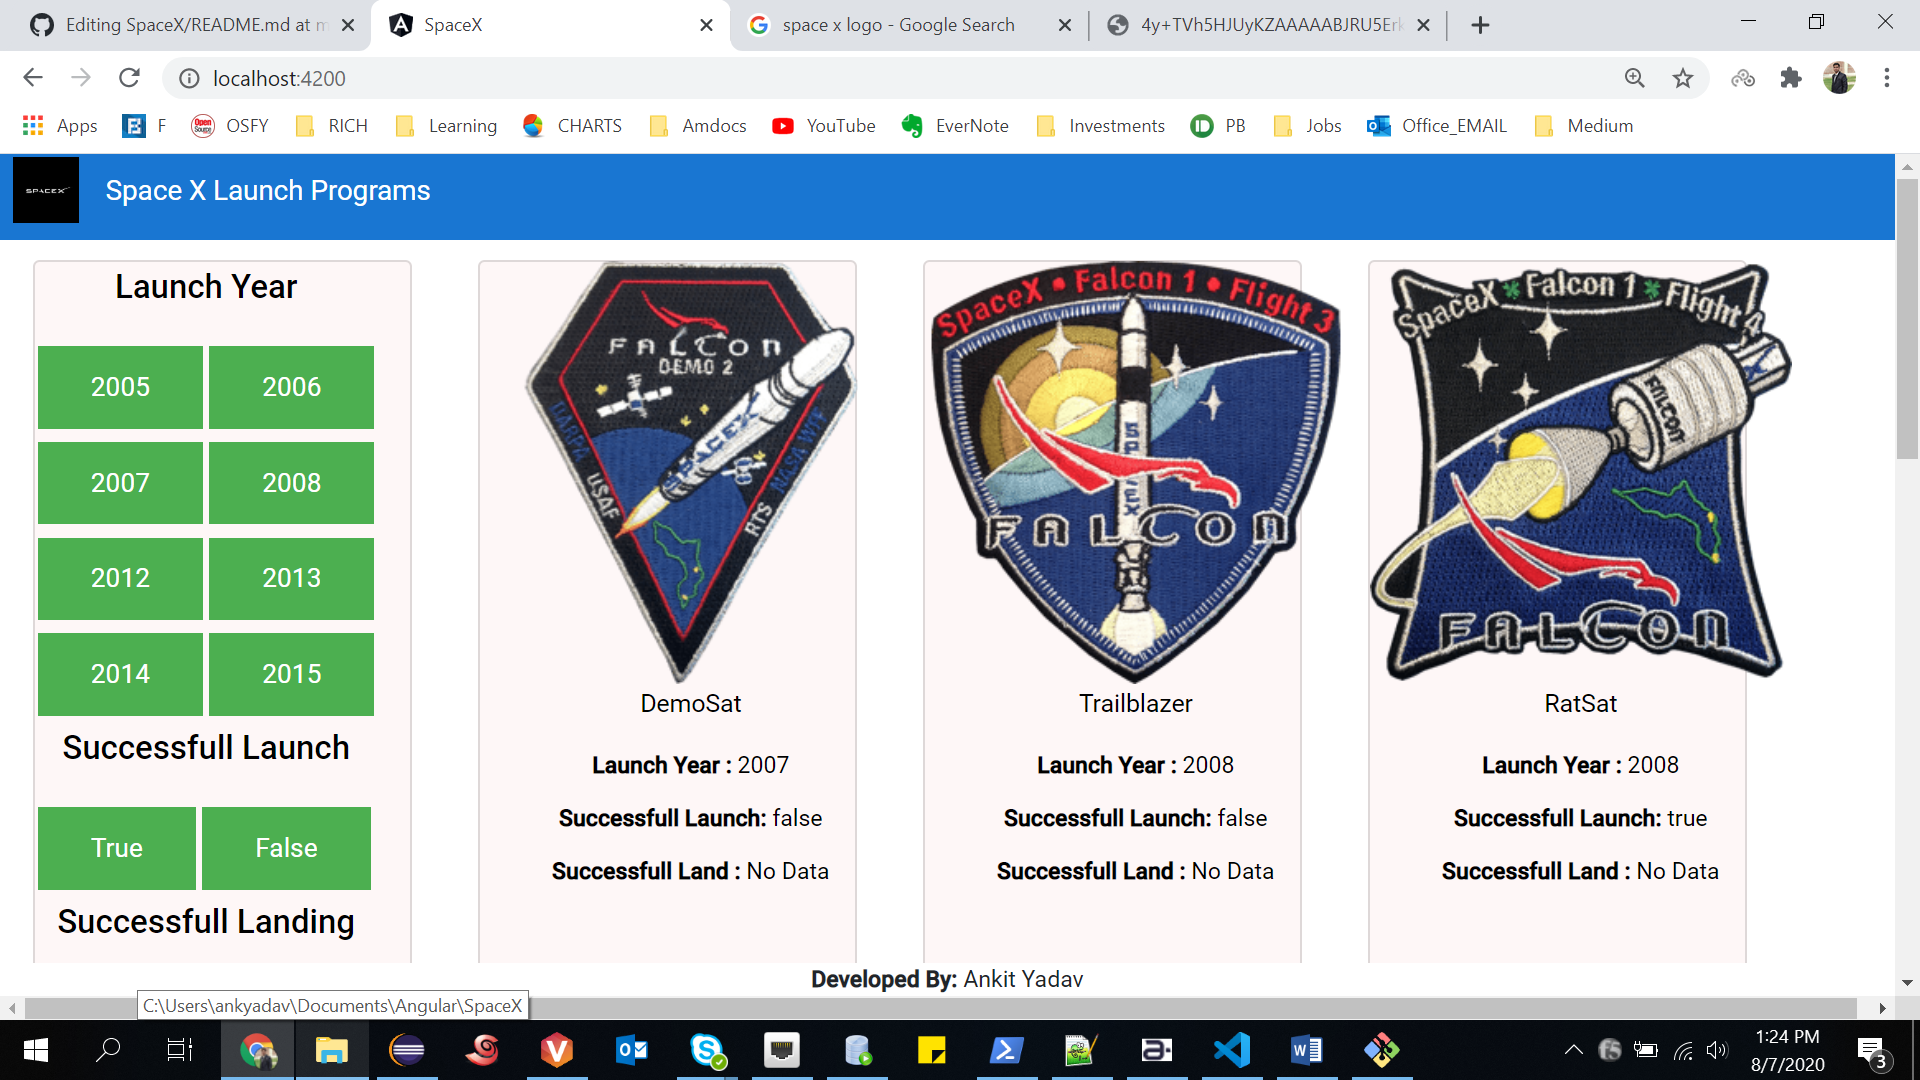 Editing SpaceX/README.md at m
SpaceX
space x logo - Google Search
4y+TVh5HJUyKZAAAAABJRU5Erk
localhost:4200
Apps
F
OSFY
RICH
Learning
CHARTS
Amdocs
YouTube
EverNote
Investments
PB
Jobs
Office_EMAIL
Medium
SPACEX
Space X Launch Programs
Launch Year
2005 2006
2007 2008
2012 2013
2014 2015
Successfull Launch
True False
Successfull Landing
FALCON
DEMO 2
SPACEX
DARPA USAF
RTS NASA WFF
DemoSat
Launch Year : 2007
Successfull Launch: false
Successfull Land : No Data
SpaceX • Falcon 1 • Flight 3
SPACEX
FALCON
Trailblazer
Launch Year : 2008
Successfull Launch: false
Successfull Land : No Data
SpaceX Falcon 1 Flight 4
FALCON
FALCON
RatSat
Launch Year : 2008
Successfull Launch: true
Successfull Land : No Data
Developed By: Ankit Yadav
C:\Users\ankyadav\Documents\Angular\SpaceX
1:24 PM
8/7/2020
3